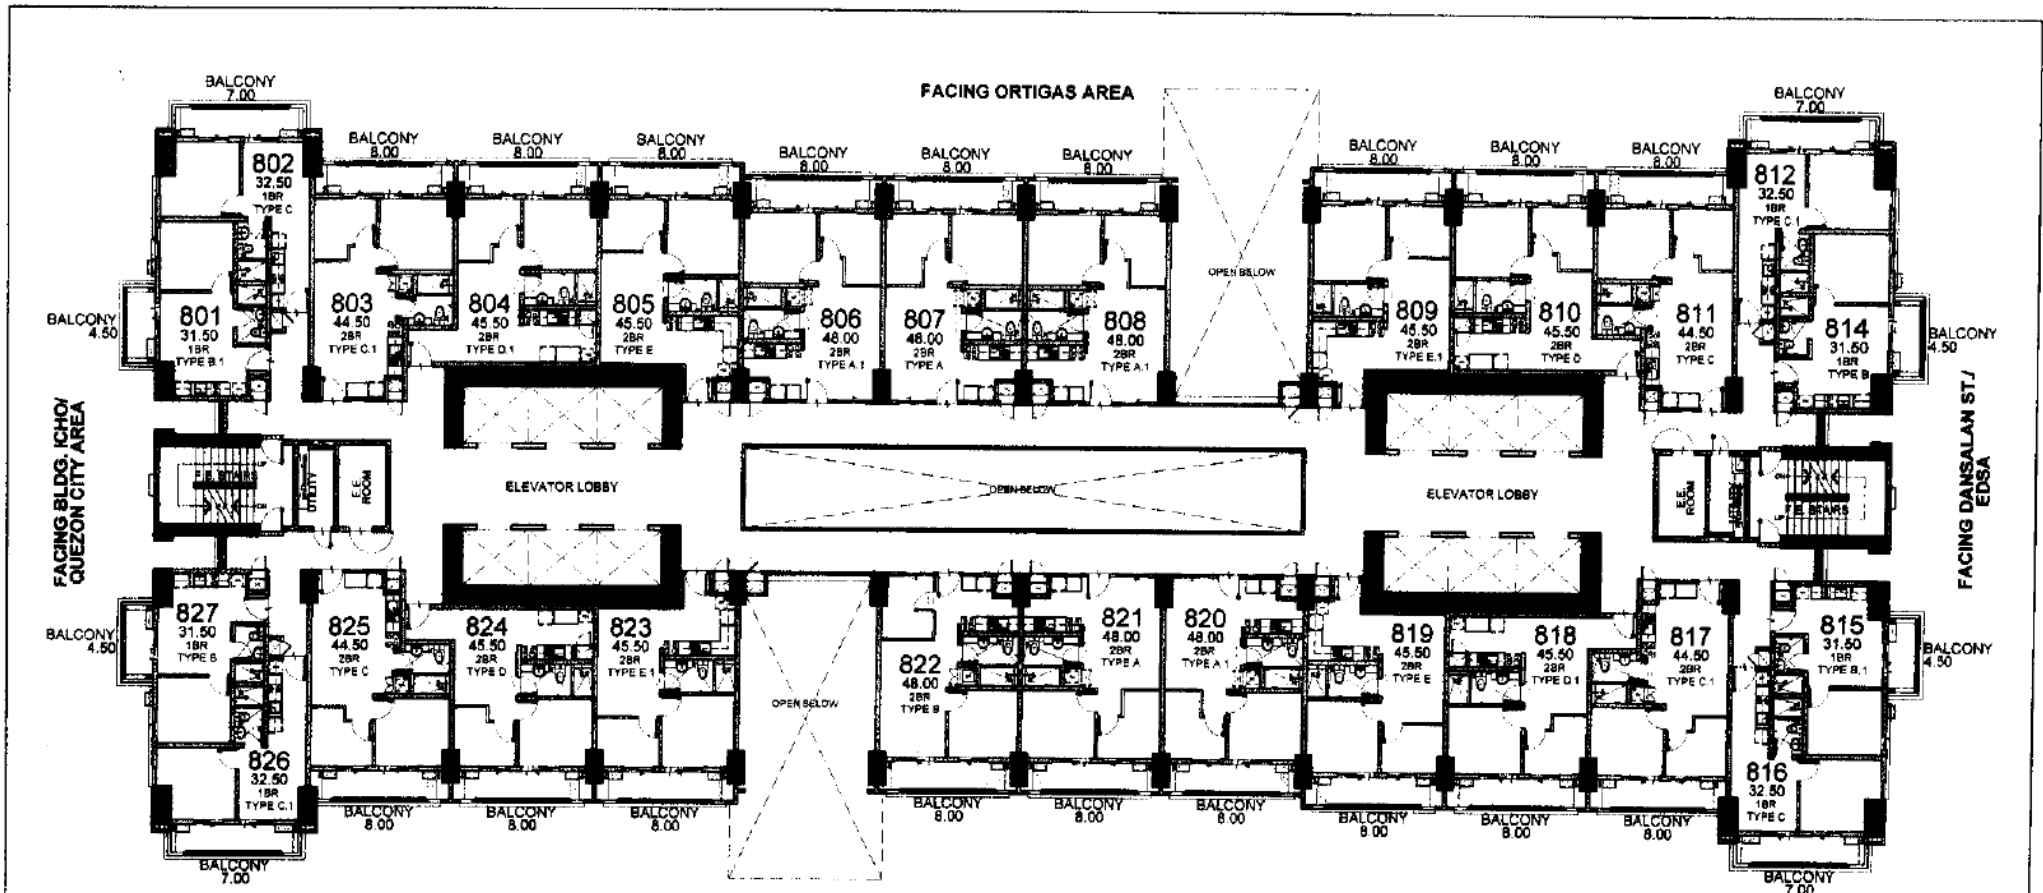 FACING ORTIGAS AREA
BALCONY
7.00
BALCONY
8.00
BALCONY
8.00
BALCONY
8.00
BALCONY
8.00
BALCONY
8.00
BALCONY
8.00
BALCONY
8.00
BALCONY
8.00
BALCONY
8.00
BALCONY
7.00
802
32.50
1BR
TYPE C
801
31.50
1BR
TYPE B.1
BALCONY
4.50
803
44.50
2BR
TYPE C.1
804
45.50
2BR
TYPE D.1
805
45.50
2BR
TYPE E
806
48.00
2BR
TYPE A.1
807
48.00
2BR
TYPE A
808
48.00
2BR
TYPE A.1
OPEN BELOW
809
45.50
2BR
TYPE E.1
810
45.50
2BR
TYPE D
811
44.50
2BR
TYPE C
812
32.50
1BR
TYPE C.1
814
31.50
1BR
TYPE B
BALCONY
4.50
FACING BLDG. ICHO/
QUEZON CITY AREA
F.E. STAIRS
UTILITY
E.E.
ROOM
ELEVATOR LOBBY
OPEN BELOW
ELEVATOR LOBBY
E.E.
ROOM
F.E. STAIRS
FACING DANSALAN ST./
EDSA
827
31.50
1BR
TYPE B
BALCONY
4.50
826
32.50
1BR
TYPE C.1
825
44.50
2BR
TYPE C
824
45.50
2BR
TYPE D
823
45.50
2BR
TYPE E.1
OPEN BELOW
822
48.00
2BR
TYPE B
821
48.00
2BR
TYPE A
820
48.00
2BR
TYPE A.1
819
45.50
2BR
TYPE E
818
45.50
2BR
TYPE D.1
817
44.50
2BR
TYPE C.1
816
32.50
1BR
TYPE C
815
31.50
1BR
TYPE B.1
BALCONY
4.50
BALCONY
7.00
BALCONY
8.00
BALCONY
8.00
BALCONY
8.00
BALCONY
8.00
BALCONY
8.00
BALCONY
8.00
BALCONY
8.00
BALCONY
8.00
BALCONY
8.00
BALCONY
7.00